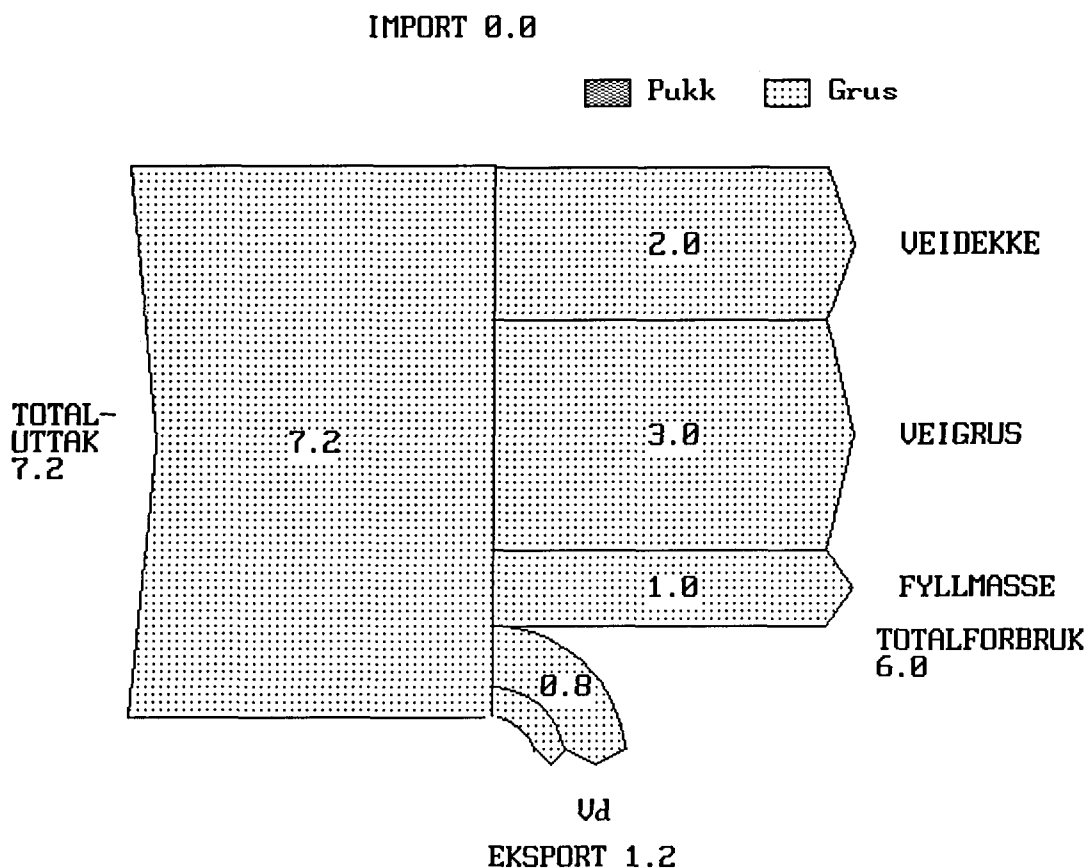 IMPORT 0.0
Pukk Grus
2.0 VEIDEKKE
TOTAL-
UTTAK
7.2
7.2
3.0 VEIGRUS
1.0 FYLLMASSE
TOTALFORBRUK
6.0
0.8
Vd
EKSPORT 1.2